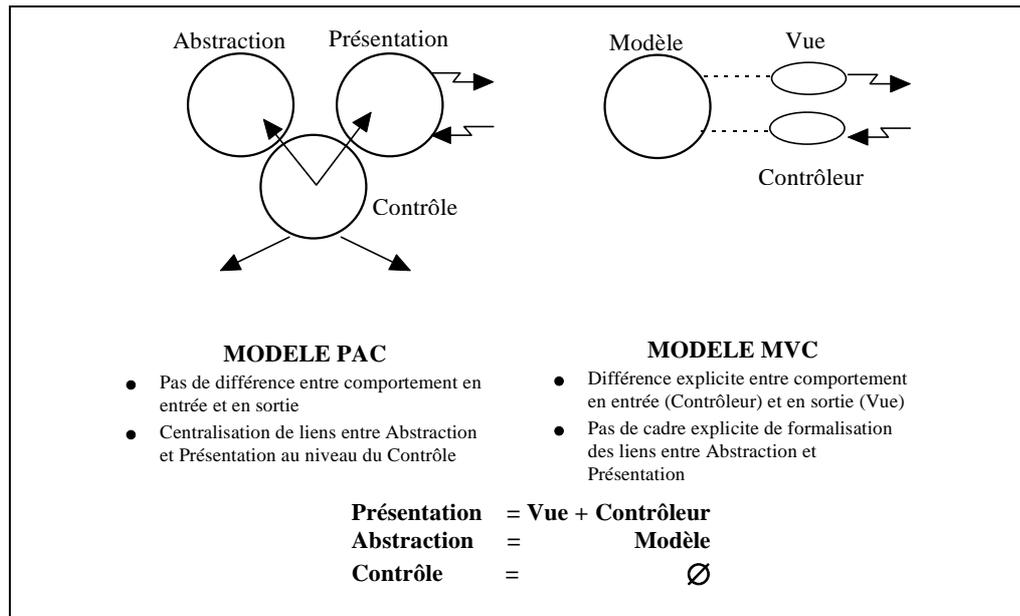 Abstraction
Présentation
Contrôle
Modèle
Vue
Contrôleur
MODELE PAC
● Pas de différence entre comportement en
entrée et en sortie
● Centralisation de liens entre Abstraction
et Présentation au niveau du Contrôle
MODELE MVC
● Différence explicite entre comportement
en entrée (Contrôleur) et en sortie (Vue)
● Pas de cadre explicite de formalisation
des liens entre Abstraction et
Présentation
Présentation = Vue + Contrôleur
Abstraction = Modèle
Contrôle = ∅